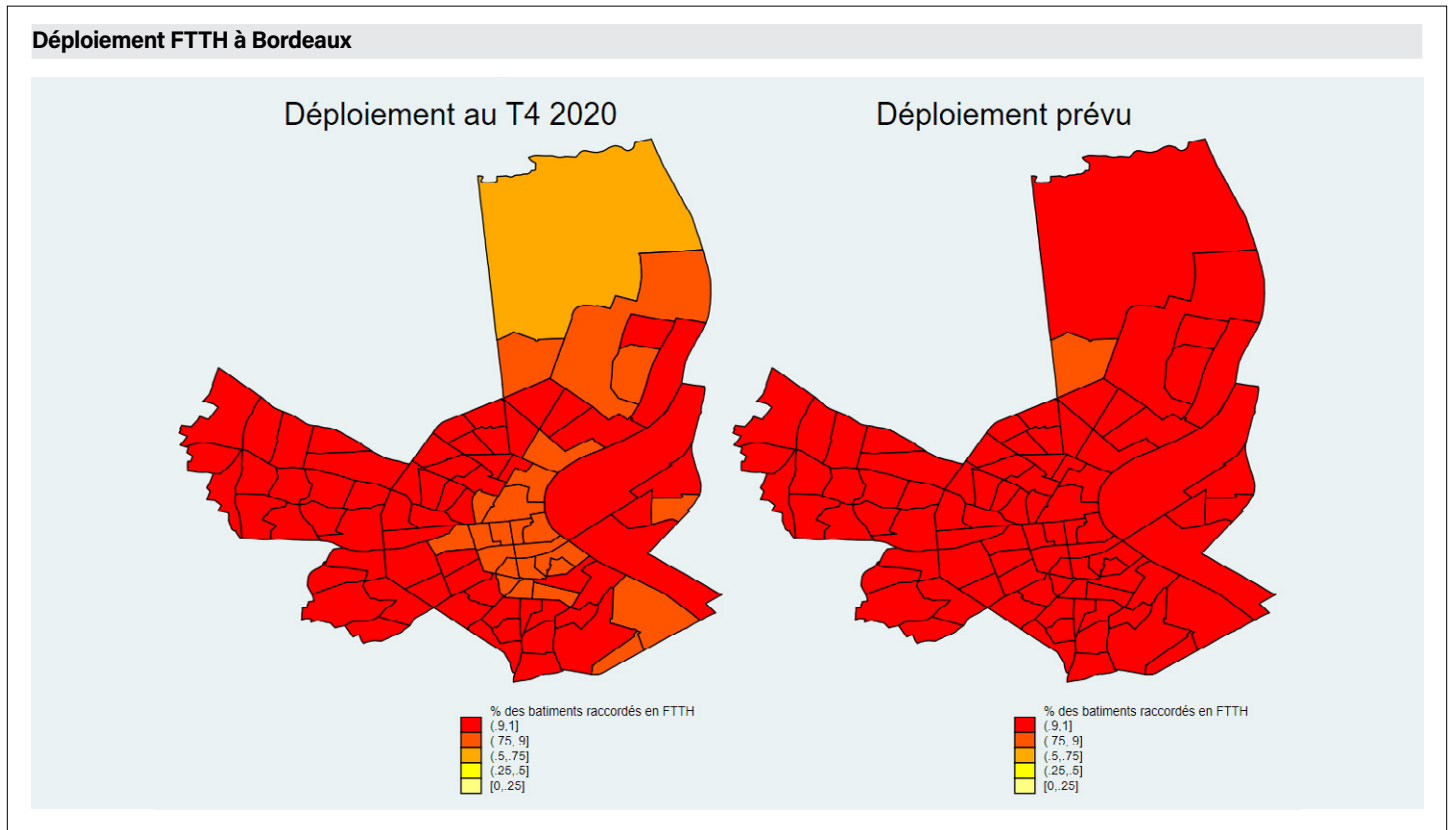 Déploiement FTTH à Bordeaux
Déploiement au T4 2020
Déploiement prévu
% des batiments raccordés en FTTH
(.9,1]
(.75,.9]
(.5,.75]
(.25,.5]
[0,.25]
% des batiments raccordés en FTTH
(.9,1]
(.75,.9]
(.5,.75]
(.25,.5]
[0,.25]